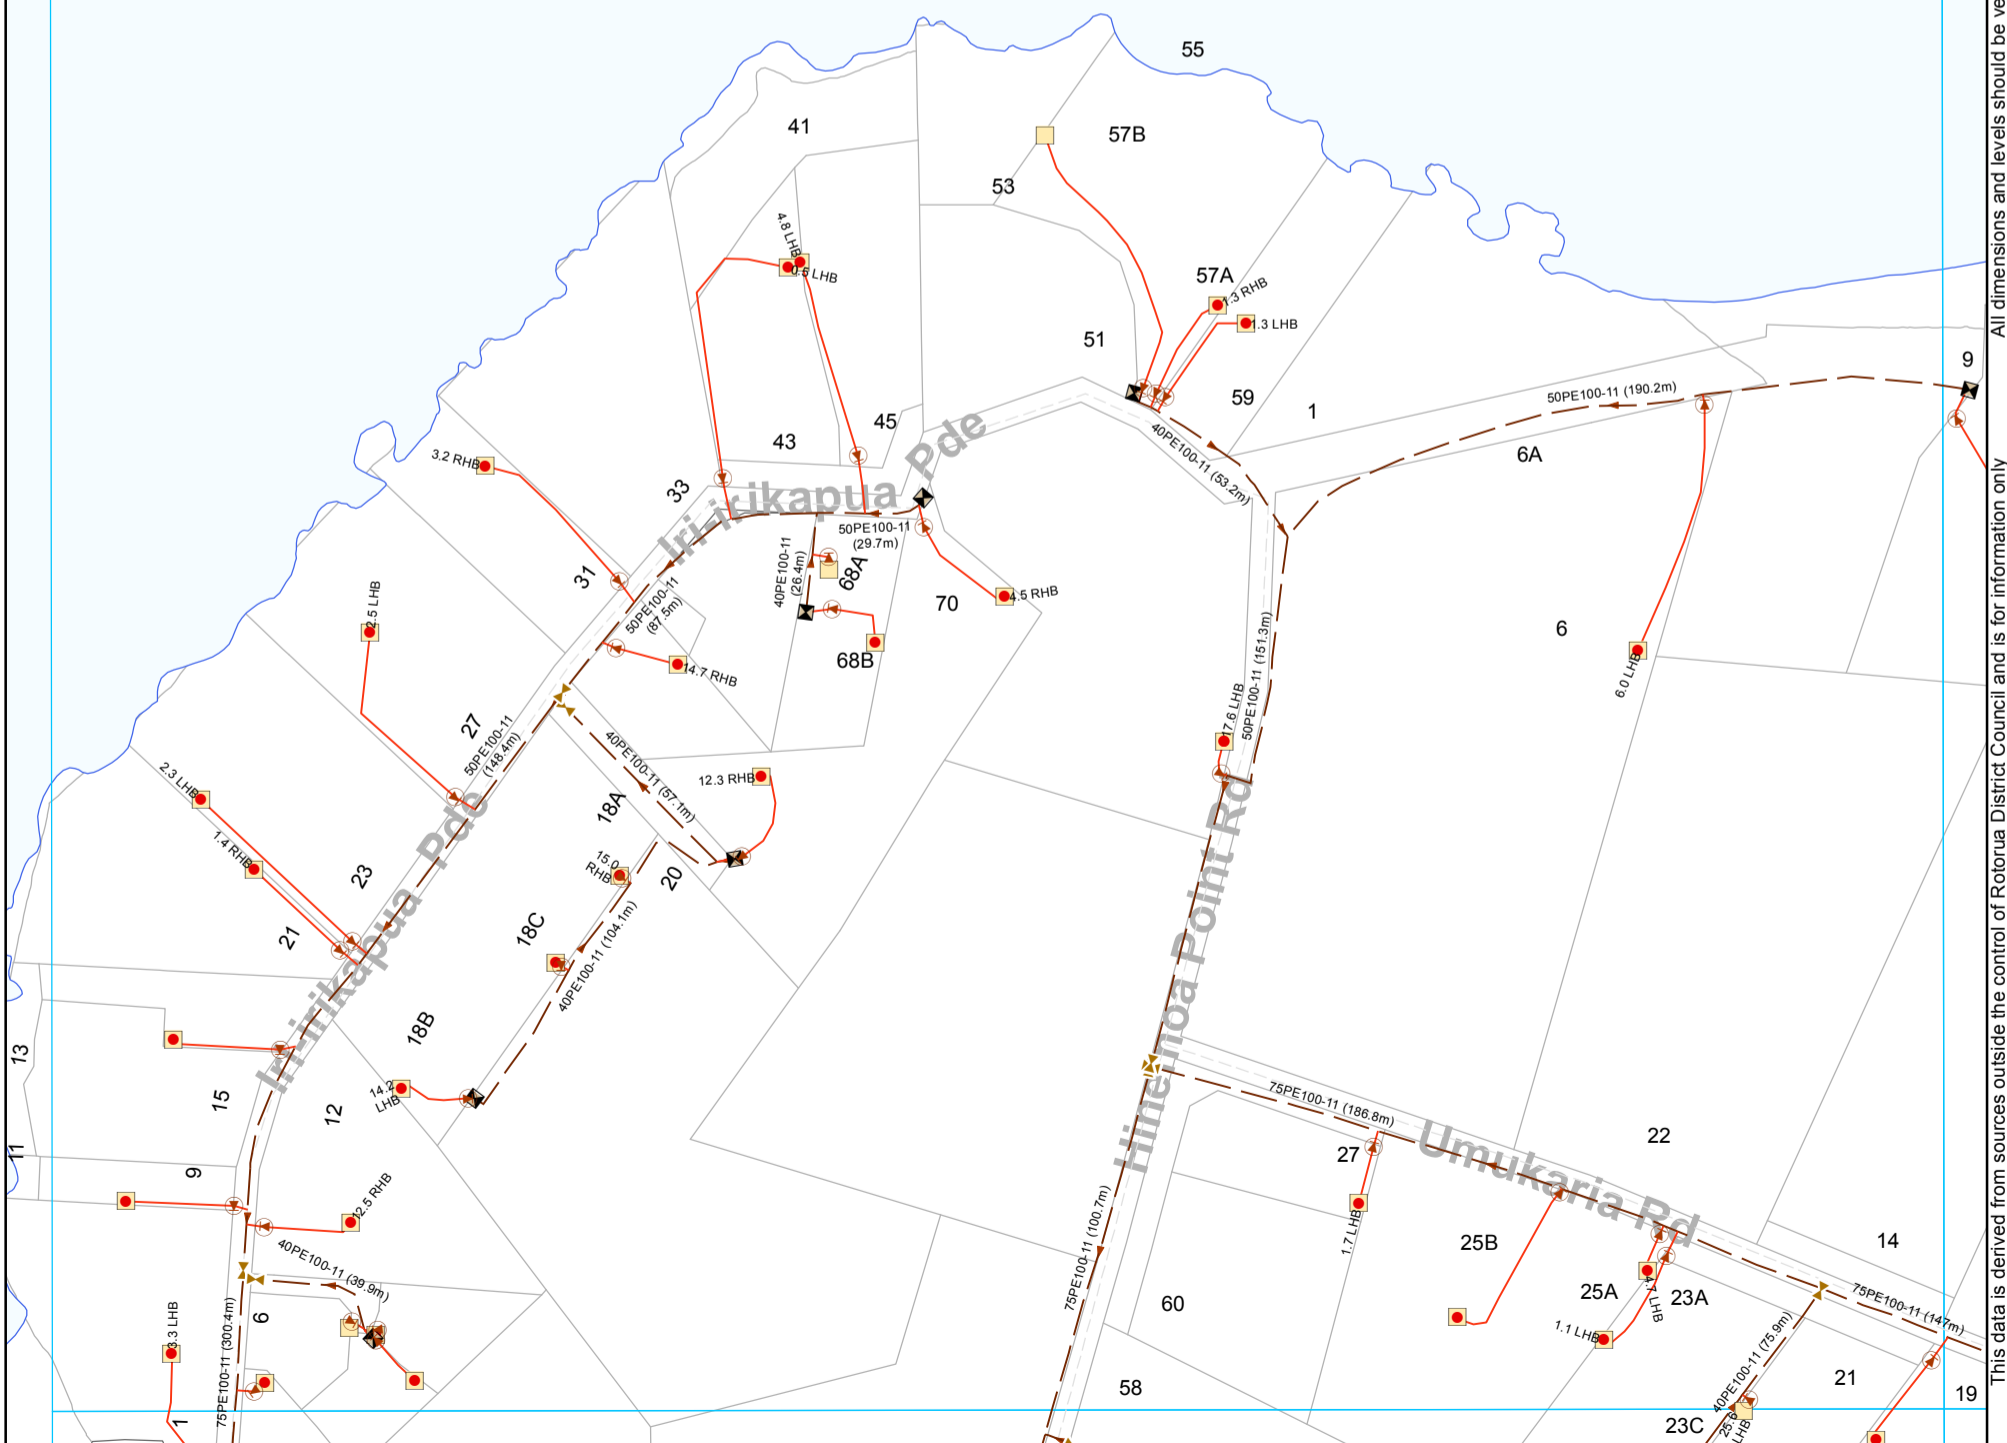 55
41
57B
53
4.8 LHB
0.5 LHB
57A
1.3 RHB
1.3 LHB
51
59
1
9
50PE100-11 (190.2m)
6A
45
43
40PE100-11 (53.2m)
3.2 RHB
33
Iri-irikapua Pde
50PE100-11
(29.7m)
40PE100-11
(26.4m)
68A
31
50PE100-11
(87.5m)
4.5 RHB
70
68B
2.5 LHB
14.7 RHB
6
6.0 LHB
50PE100-11 (151.3m)
17.6 LHB
27
50PE100-11
(148.4m)
40PE100-11 (57.1m)
12.3 RHB
2.3 LHB
18A
1.4 RHB
Iri-irikapua Pde
23
15.0
RHB
20
21
18C
40PE100-11 (104.1m)
Hinemoa Point Rd
18B
13
15
12
14.2
LHB
75PE100-11 (186.8m)
Umukaria Rd
22
27
11
9
12.5 RHB
75PE100-11 (100.7m)
1.7 LHB
25B
14
40PE100-11 (39.9m)
25A
4.7 LHB
23A
75PE100-11 (147m)
60
6
3.3 LHB
75PE100-11 (300.4m)
1.1 LHB
40PE100-11 (75.9m)
58
21
19
1
23C
25.6
LHB
All dimensions and levels should be ve
This data is derived from sources outside the control of Rotorua District Council and is for information only